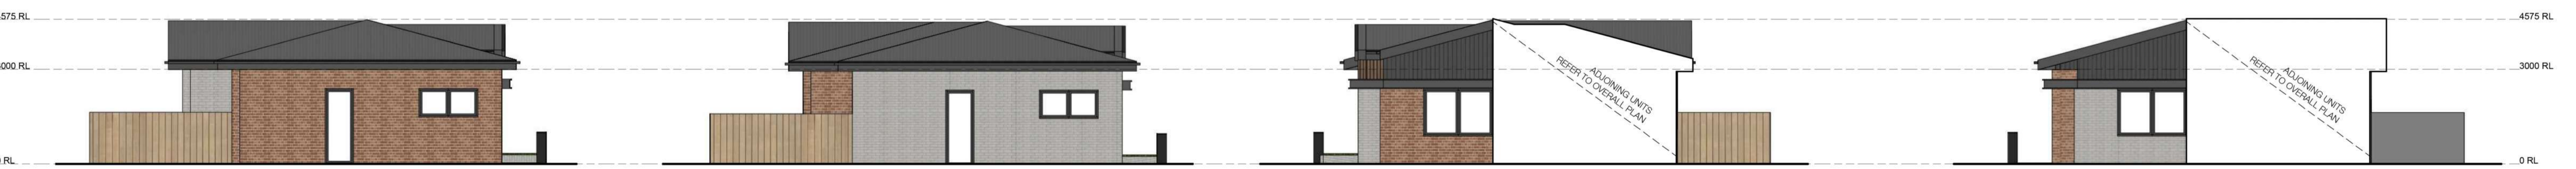 575 RL
4575 RL
000 RL
3000 RL
ADJOINING UNITS
REFER TO OVERALL PLAN
ADJOINING UNITS
REFER TO OVERALL PLAN
RL
0 RL